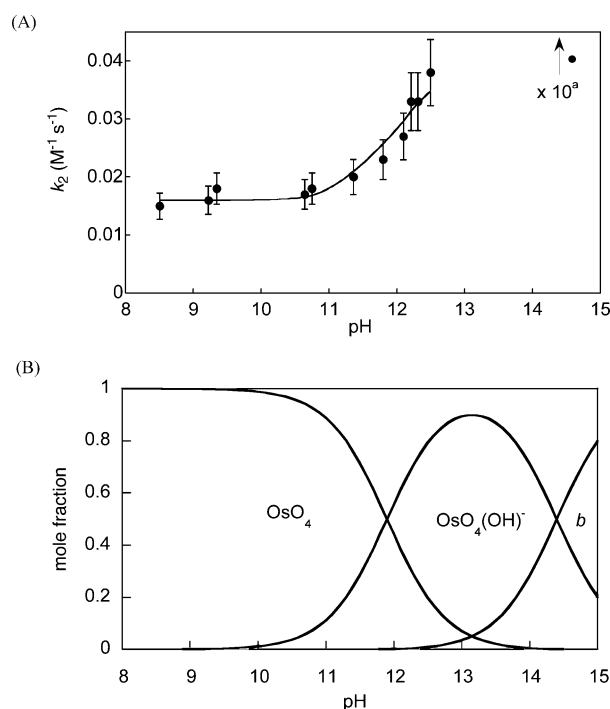 (A)
0.04
0.03
0.02
0.01
0
k₂ (M⁻¹ s⁻¹)
x 10ᵃ
8 9 10 11 12 13 14 15
pH
(B)
1
0.8
0.6
0.4
0.2
0
mole fraction
OsO₄
OsO₄(OH)⁻
b
8 9 10 11 12 13 14 15
pH